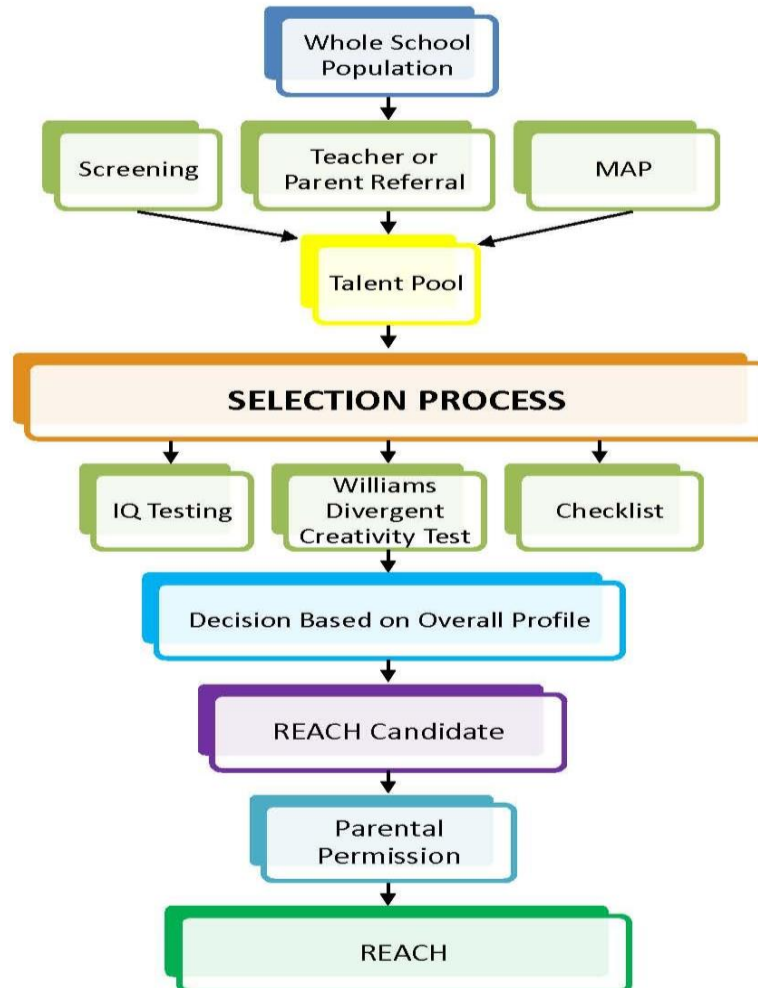 Whole School
Population
Screening
Teacher or
Parent Referral
MAP
Talent Pool
SELECTION PROCESS
IQ Testing
Williams
Divergent
Creativity Test
Checklist
Decision Based on Overall Profile
REACH Candidate
Parental
Permission
REACH